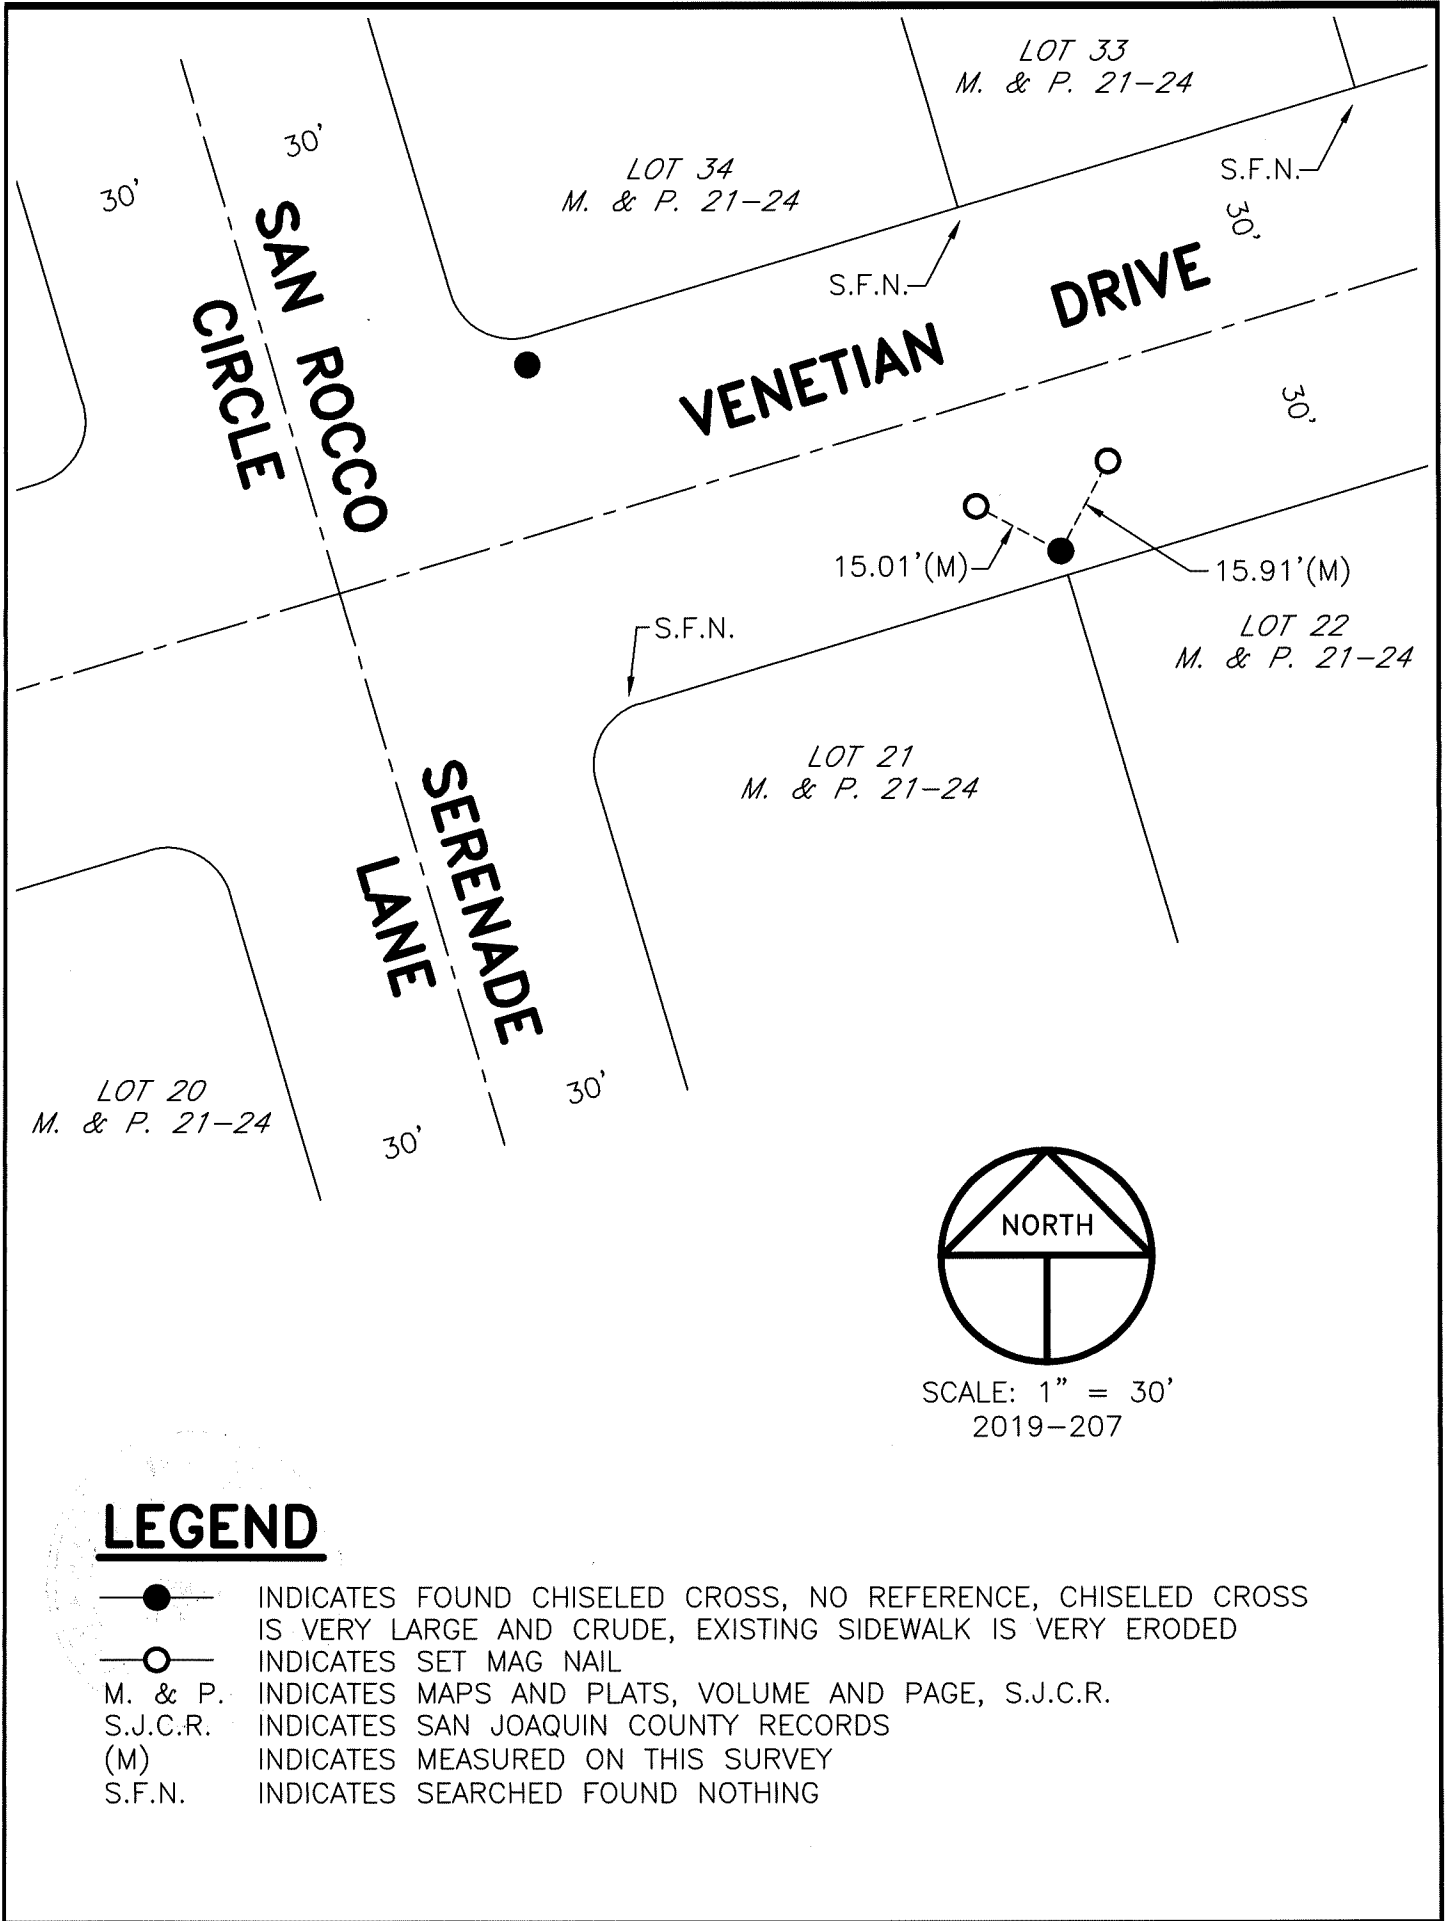 LOT 33
M. & P. 21-24
30'
30'
LOT 34
M. & P. 21-24
S.F.N.
30'
SAN ROCCO
CIRCLE
S.F.N.
VENETIAN DRIVE
30'
15.01'(M)
15.91'(M)
S.F.N.
LOT 22
M. & P. 21-24
LOT 21
M. & P. 21-24
SERENADE
LANE
LOT 20
M. & P. 21-24
30'
30'
NORTH
SCALE: 1" = 30'
2019-207
LEGEND
INDICATES FOUND CHISELED CROSS, NO REFERENCE, CHISELED CROSS
IS VERY LARGE AND CRUDE, EXISTING SIDEWALK IS VERY ERODED
INDICATES SET MAG NAIL
M. & P. INDICATES MAPS AND PLATS, VOLUME AND PAGE, S.J.C.R.
S.J.C.R. INDICATES SAN JOAQUIN COUNTY RECORDS
(M) INDICATES MEASURED ON THIS SURVEY
S.F.N. INDICATES SEARCHED FOUND NOTHING